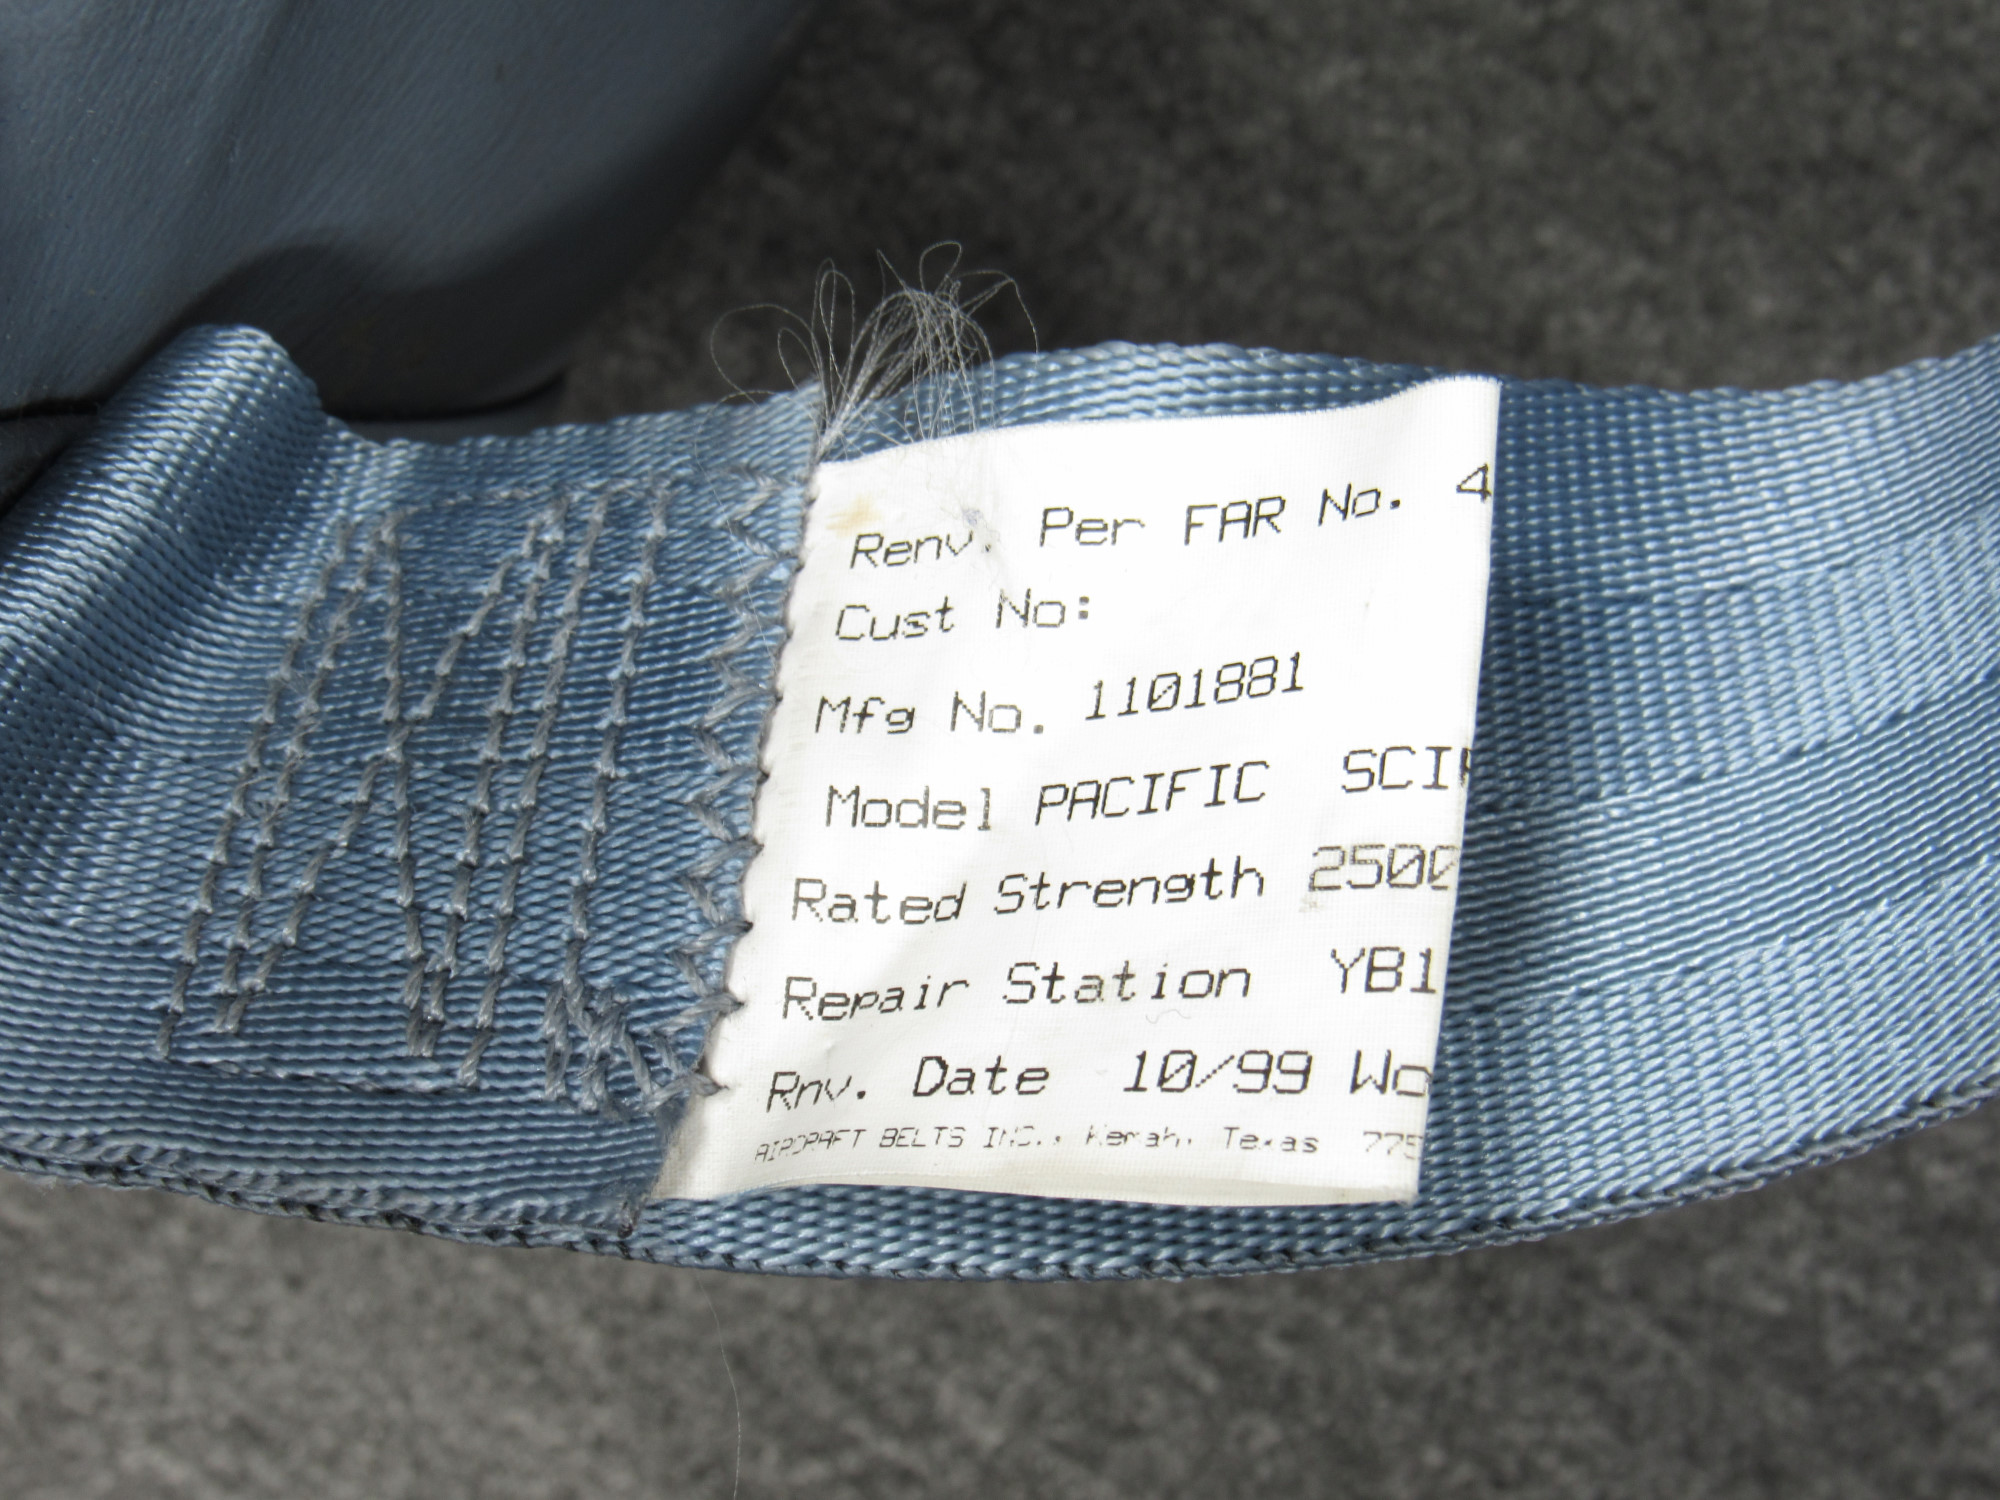 Renv. Per FAR No. 4
Cust No:
Mfg No. 1101881
Model PACIFIC SCI
Rated Strength 2500
Repair Station YB1
Rnv. Date 10/99 Wo
AIRCRAFT BELTS INC., Kemah, Texas 775